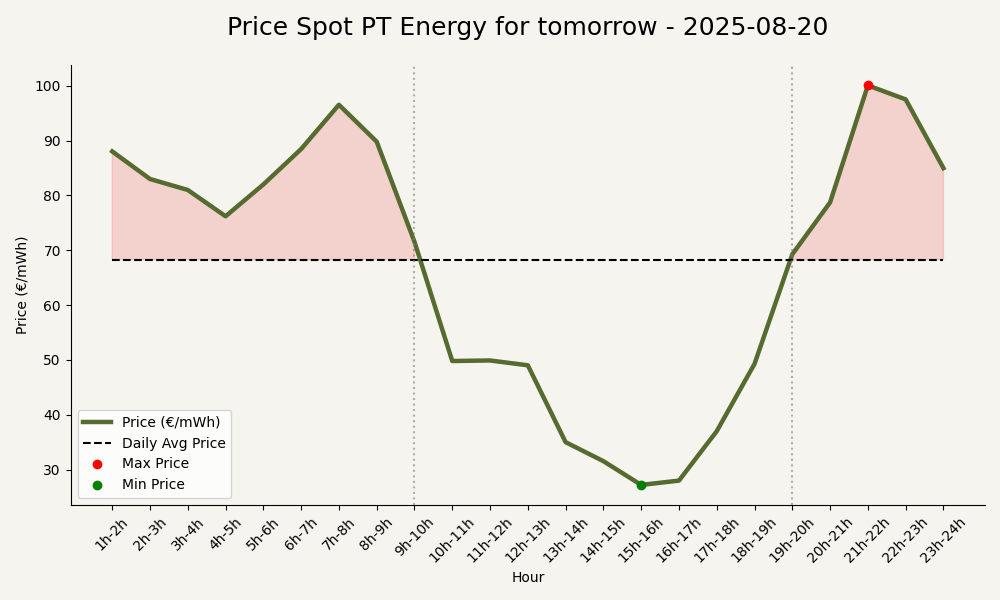 Price Spot PT Energy for tomorrow - 2025-08-20
Price (€/mWh)
100
90
80
70
60
50
40
30
Price (€/mWh)
Daily Avg Price
Max Price
Min Price
1h-2h
2h-3h
3h-4h
4h-5h
5h-6h
6h-7h
7h-8h
8h-9h
9h-10h
10h-11h
11h-12h
12h-13h
13h-14h
14h-15h
15h-16h
16h-17h
17h-18h
18h-19h
19h-20h
20h-21h
21h-22h
22h-23h
23h-24h
Hour